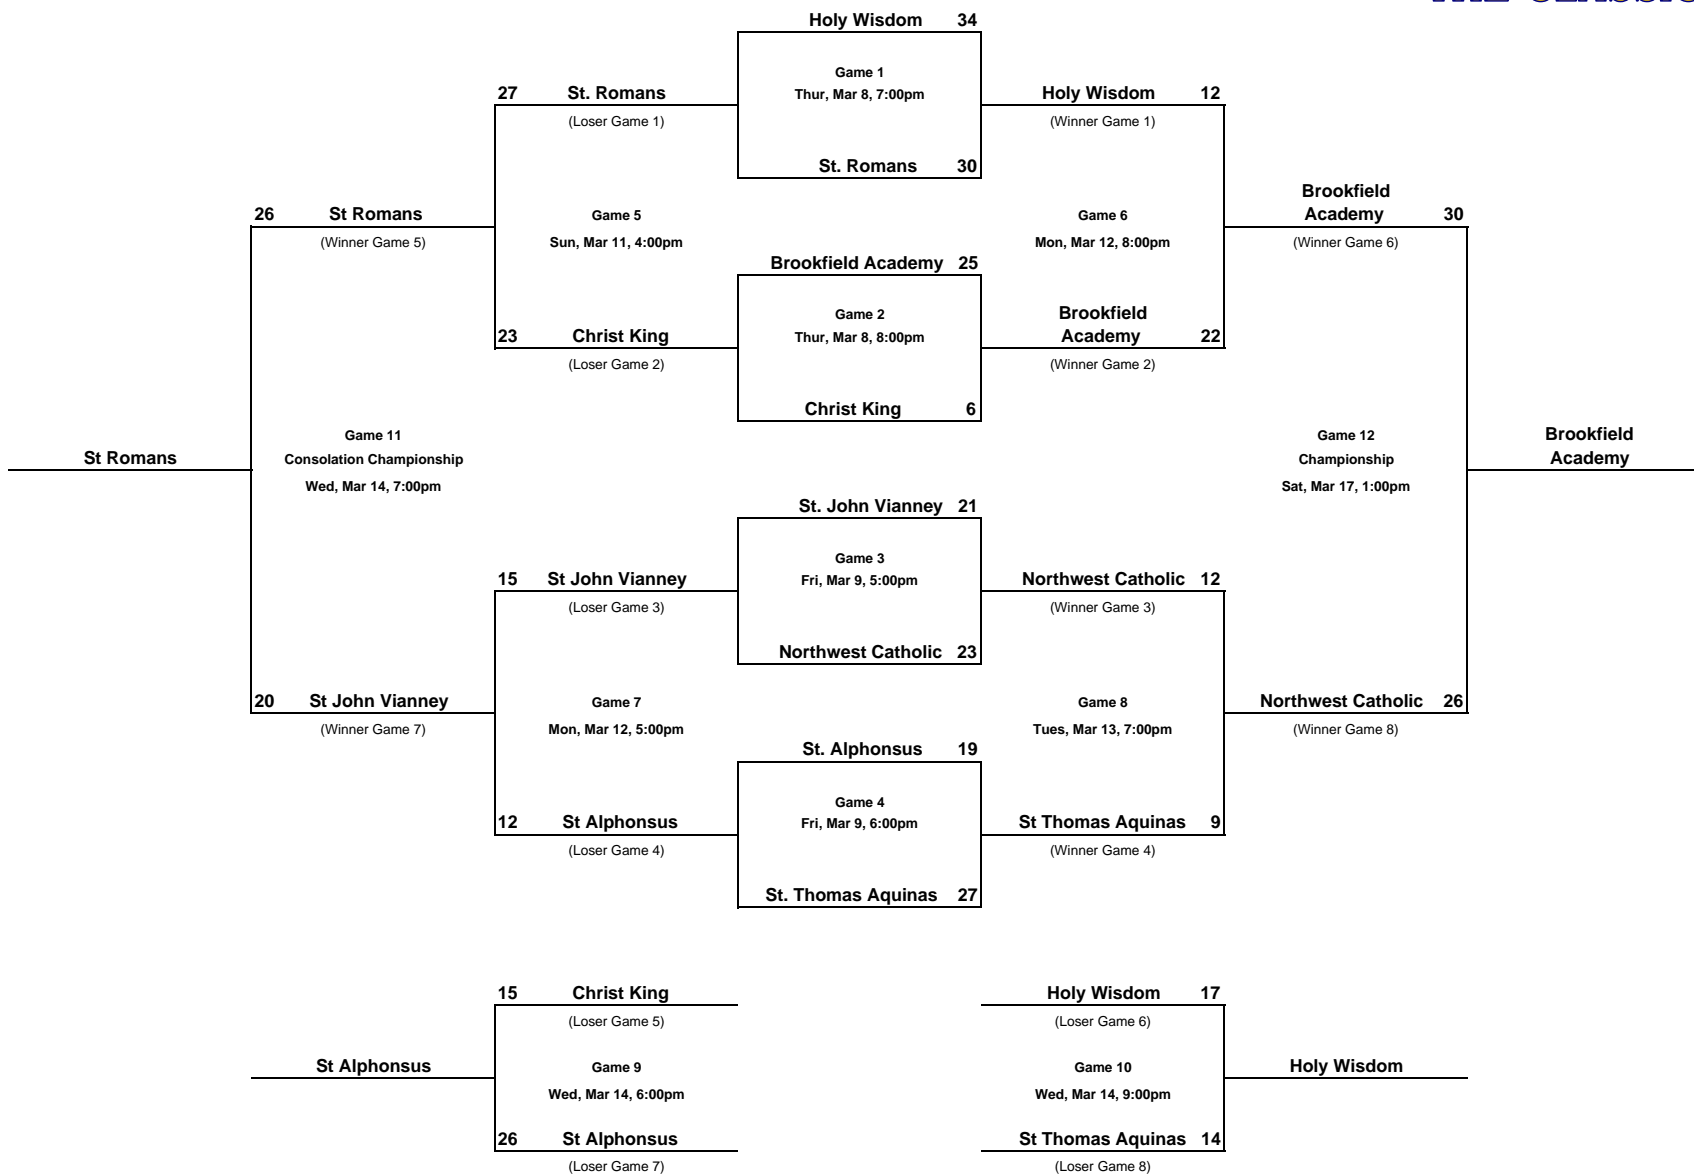 Holy Wisdom 34
Game 1
27 St. Romans Thur, Mar 8, 7:00pm Holy Wisdom 12
(Loser Game 1) (Winner Game 1)
St. Romans 30
Brookfield
26 St Romans Game 5 Game 6 Academy 30
(Winner Game 5) Sun, Mar 11, 4:00pm Mon, Mar 12, 8:00pm (Winner Game 6)
Brookfield Academy 25
Game 2 Brookfield
23 Christ King Thur, Mar 8, 8:00pm Academy 22
(Loser Game 2) (Winner Game 2)
Christ King 6
Game 11 Game 12 Brookfield
St Romans Consolation Championship Championship Academy
Wed, Mar 14, 7:00pm Sat, Mar 17, 1:00pm
St. John Vianney 21
Game 3
15 St John Vianney Fri, Mar 9, 5:00pm Northwest Catholic 12
(Loser Game 3) (Winner Game 3)
Northwest Catholic 23
20 St John Vianney Game 7 Game 8 Northwest Catholic 26
(Winner Game 7) Mon, Mar 12, 5:00pm Tues, Mar 13, 7:00pm (Winner Game 8)
St. Alphonsus 19
Game 4
12 St Alphonsus Fri, Mar 9, 6:00pm St Thomas Aquinas 9
(Loser Game 4) (Winner Game 4)
St. Thomas Aquinas 27
15 Christ King Holy Wisdom 17
(Loser Game 5) (Loser Game 6)
St Alphonsus Game 9 Game 10 Holy Wisdom
Wed, Mar 14, 6:00pm Wed, Mar 14, 9:00pm
26 St Alphonsus St Thomas Aquinas 14
(Loser Game 7) (Loser Game 8)